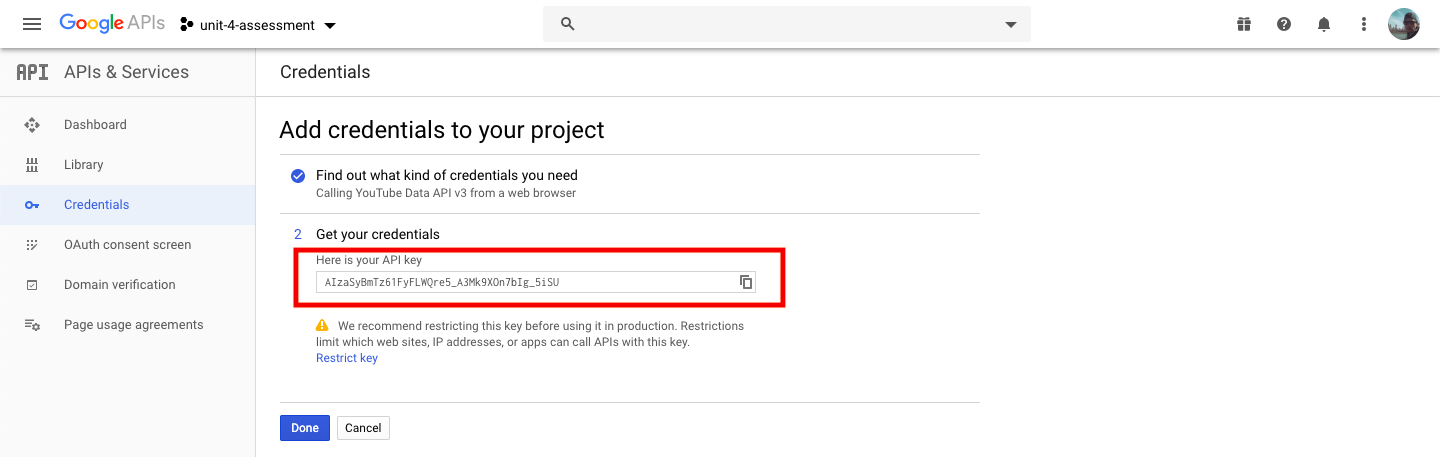 Google APIs unit-4-assessment
API APIs & Services
Credentials
Dashboard
Library
Credentials
OAuth consent screen
Domain verification
Page usage agreements
Add credentials to your project
Find out what kind of credentials you need
Calling YouTube Data API v3 from a web browser
2 Get your credentials
Here is your API key
AIzaSyBmTz61FyFLWQre5_A3Mk9XOn7bIg_5iSU
We recommend restricting this key before using it in production. Restrictions
limit which web sites, IP addresses, or apps can call APIs with this key.
Restrict key
Done Cancel